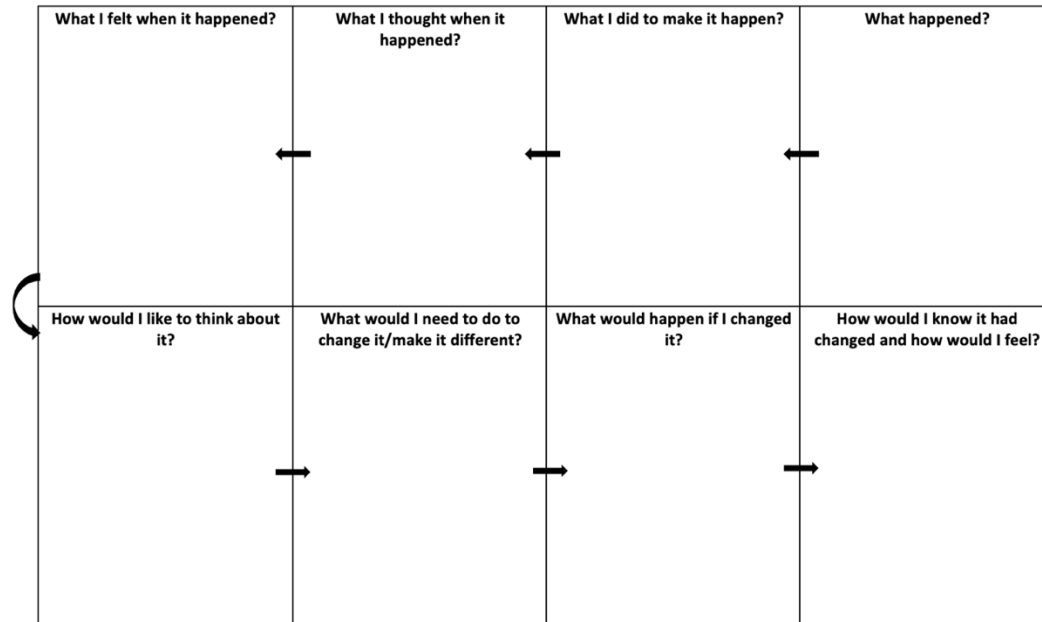 What I felt when it happened?
What I thought when it
happened?
What I did to make it happen?
What happened?
How would I like to think about
it?
What would I need to do to
change it/make it different?
What would happen if I changed
it?
How would I know it had
changed and how would I feel?